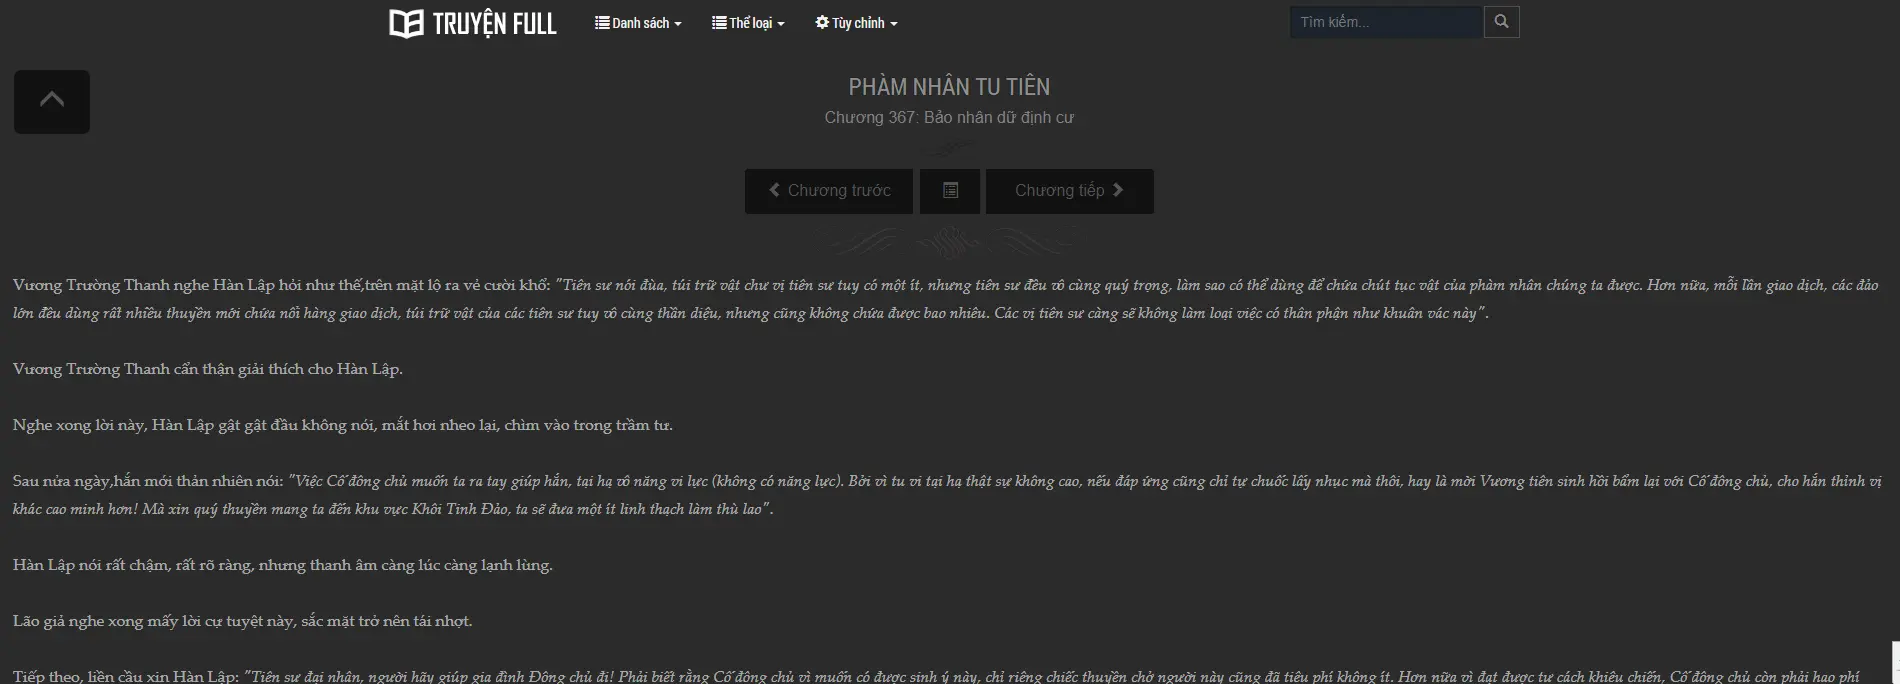 TRUYỆN FULL Danh sách Thể loại Tùy chỉnh Tìm kiếm...
PHÀM NHÂN TU TIÊN
Chương 367: Bảo nhân dữ định cư
Chương trước Chương tiếp
Vương Trường Thanh nghe Hàn Lập hỏi như thế,trên mặt lộ ra vẻ cười khổ: "Tiên sư nói đùa, túi trữ vật chư vị tiên sư tuy có một ít, nhưng tiên sư đều vô cùng quý trọng, làm sao có thể dùng để chứa chút tục vật của phàm nhân chúng ta được. Hơn nữa, mỗi lần giao dịch, các đảo
lớn đều dùng rất nhiều thuyền mới chứa nổi hàng giao dịch, túi trữ vật của các tiên sư tuy vô cùng thần diệu, nhưng cũng không chứa được bao nhiêu. Các vị tiên sư càng sẽ không làm loại việc có thân phận như khuân vác này".
Vương Trường Thanh cẩn thận giải thích cho Hàn Lập.
Nghe xong lời này, Hàn Lập gật gật đầu không nói, mắt hơi nheo lại, chìm vào trong trầm tư.
Sau nửa ngày,hắn mới thản nhiên nói: "Việc Cố đông chủ muốn ta ra tay giúp hắn, tại hạ vô năng vi lực (không có năng lực). Bởi vì tu vi tại hạ thật sự không cao, nếu đáp ứng cũng chỉ tự chuốc lấy nhục mà thôi, hay là mời Vương tiên sinh hồi bẩm lại với Cố đông chủ, cho hắn thỉnh vị
khác cao minh hơn! Mà xin quý thuyền mang ta đến khu vực Khôi Tinh Đảo, ta sẽ đưa một ít linh thạch làm thù lao".
Hàn Lập nói rất chậm, rất rõ ràng, nhưng thanh âm càng lúc càng lạnh lùng.
Lão giả nghe xong mấy lời cự tuyệt này, sắc mặt trở nên tái nhợt.
Tiếp theo, liền cầu xin Hàn Lập: "Tiên sư đại nhân, người hãy giúp gia đình Đông chủ đi! Phải biết rằng Cố đông chủ vì muốn có được sinh ý này, chỉ riêng chiếc thuyền chở người này cũng đã tiêu phí không ít. Hơn nữa vì đạt được tư cách khiêu chiến, Cố đông chủ còn phải hao phí